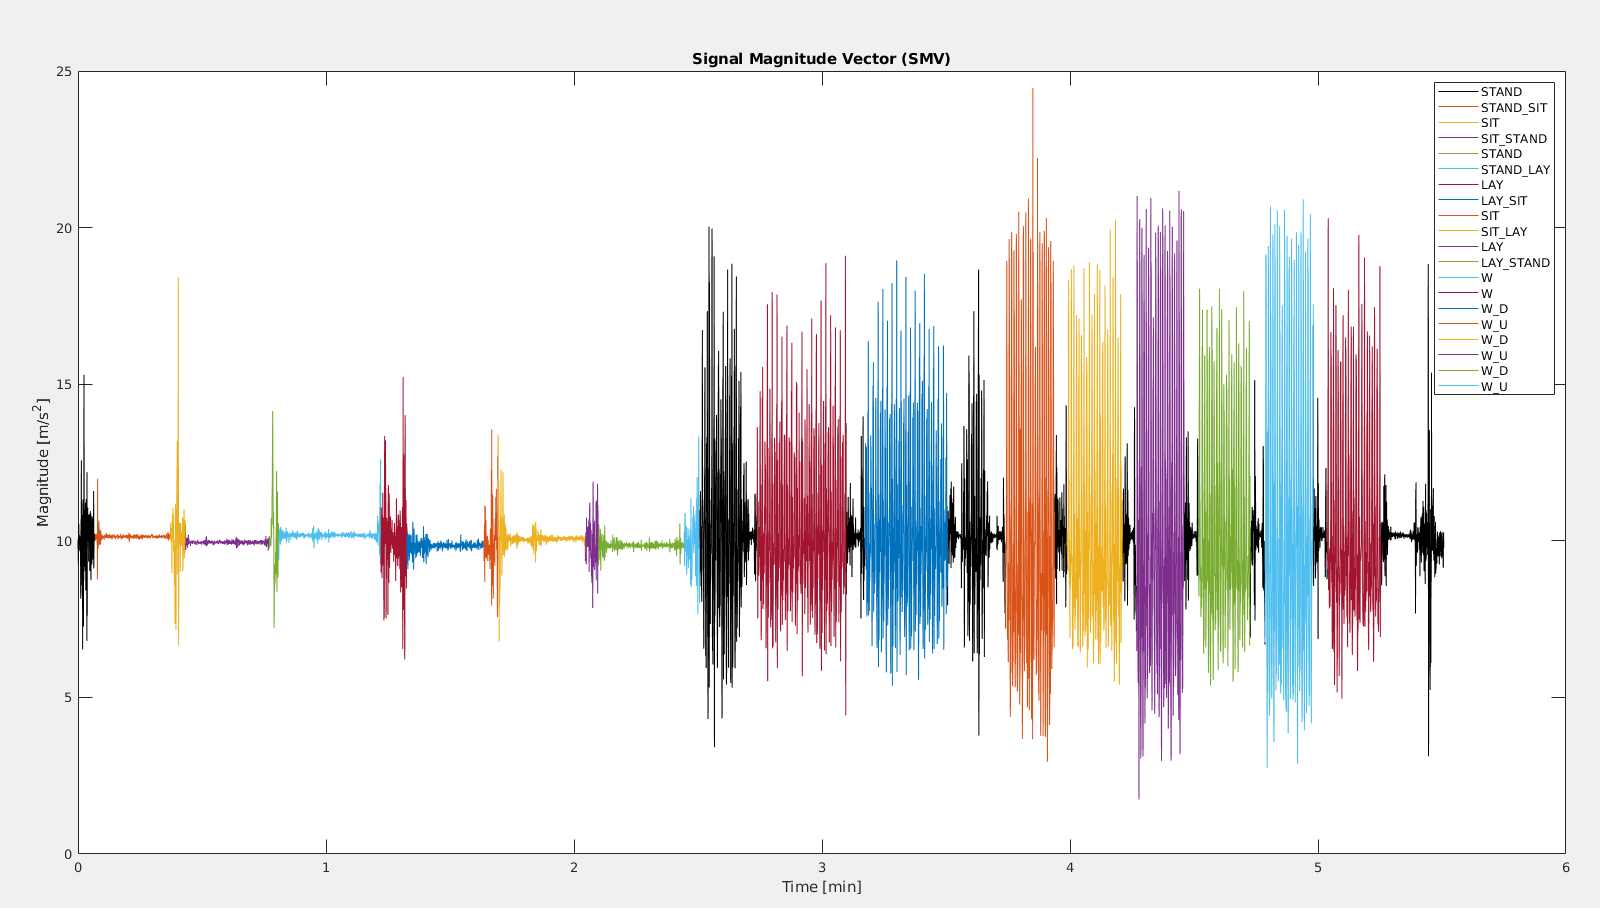 Signal Magnitude Vector (SMV)
25
20
15
10
5
0
Magnitude [m/s²]
0 1 2 3 4 5 6
Time [min]
STAND
STAND_SIT
SIT
SIT_STAND
STAND
STAND_LAY
LAY
LAY_SIT
SIT
SIT_LAY
LAY
LAY_STAND
W
W
W_D
W_U
W_D
W_U
W_D
W_U